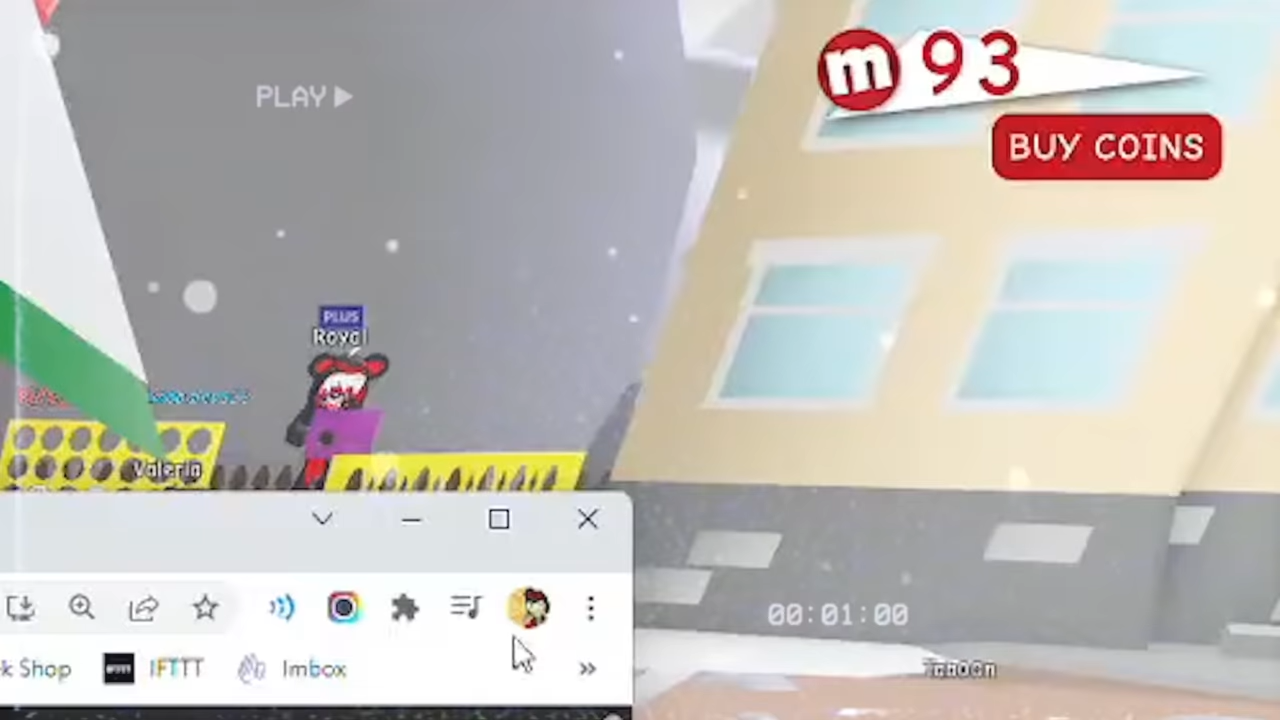 m 93
PLAY
BUY COINS
PLUS
Royal
Valeria
00:01:00
k Shop IFTTT Imbox